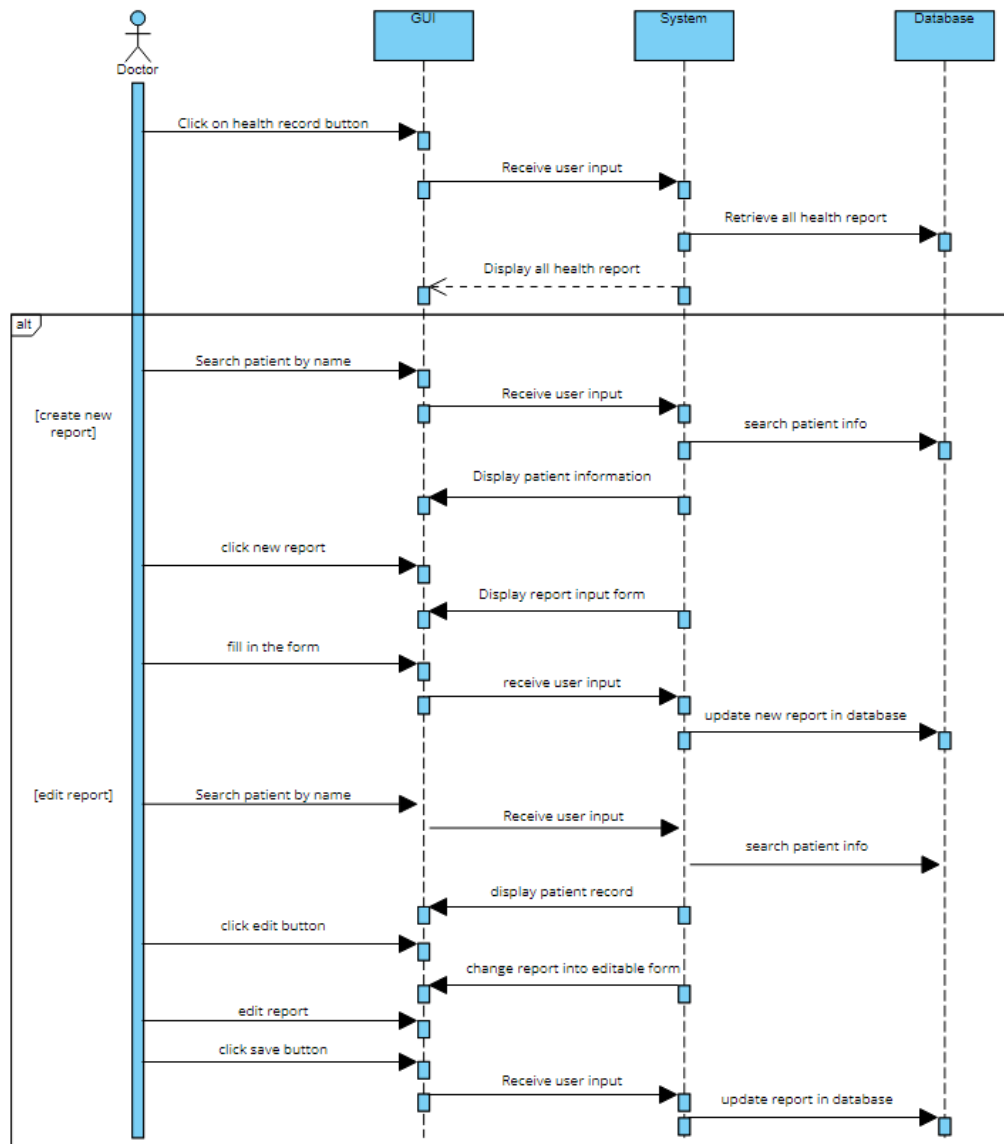 GUI
System
Database
Doctor
Click on health record button
Receive user input
Retrieve all health report
Display all health report
alt
Search patient by name
Receive user input
[create new
report]
search patient info
Display patient information
click new report
Display report input form
fill in the form
receive user input
update new report in database
[edit report]
Search patient by name
Receive user input
search patient info
display patient record
click edit button
change report into editable form
edit report
click save button
Receive user input
update report in database